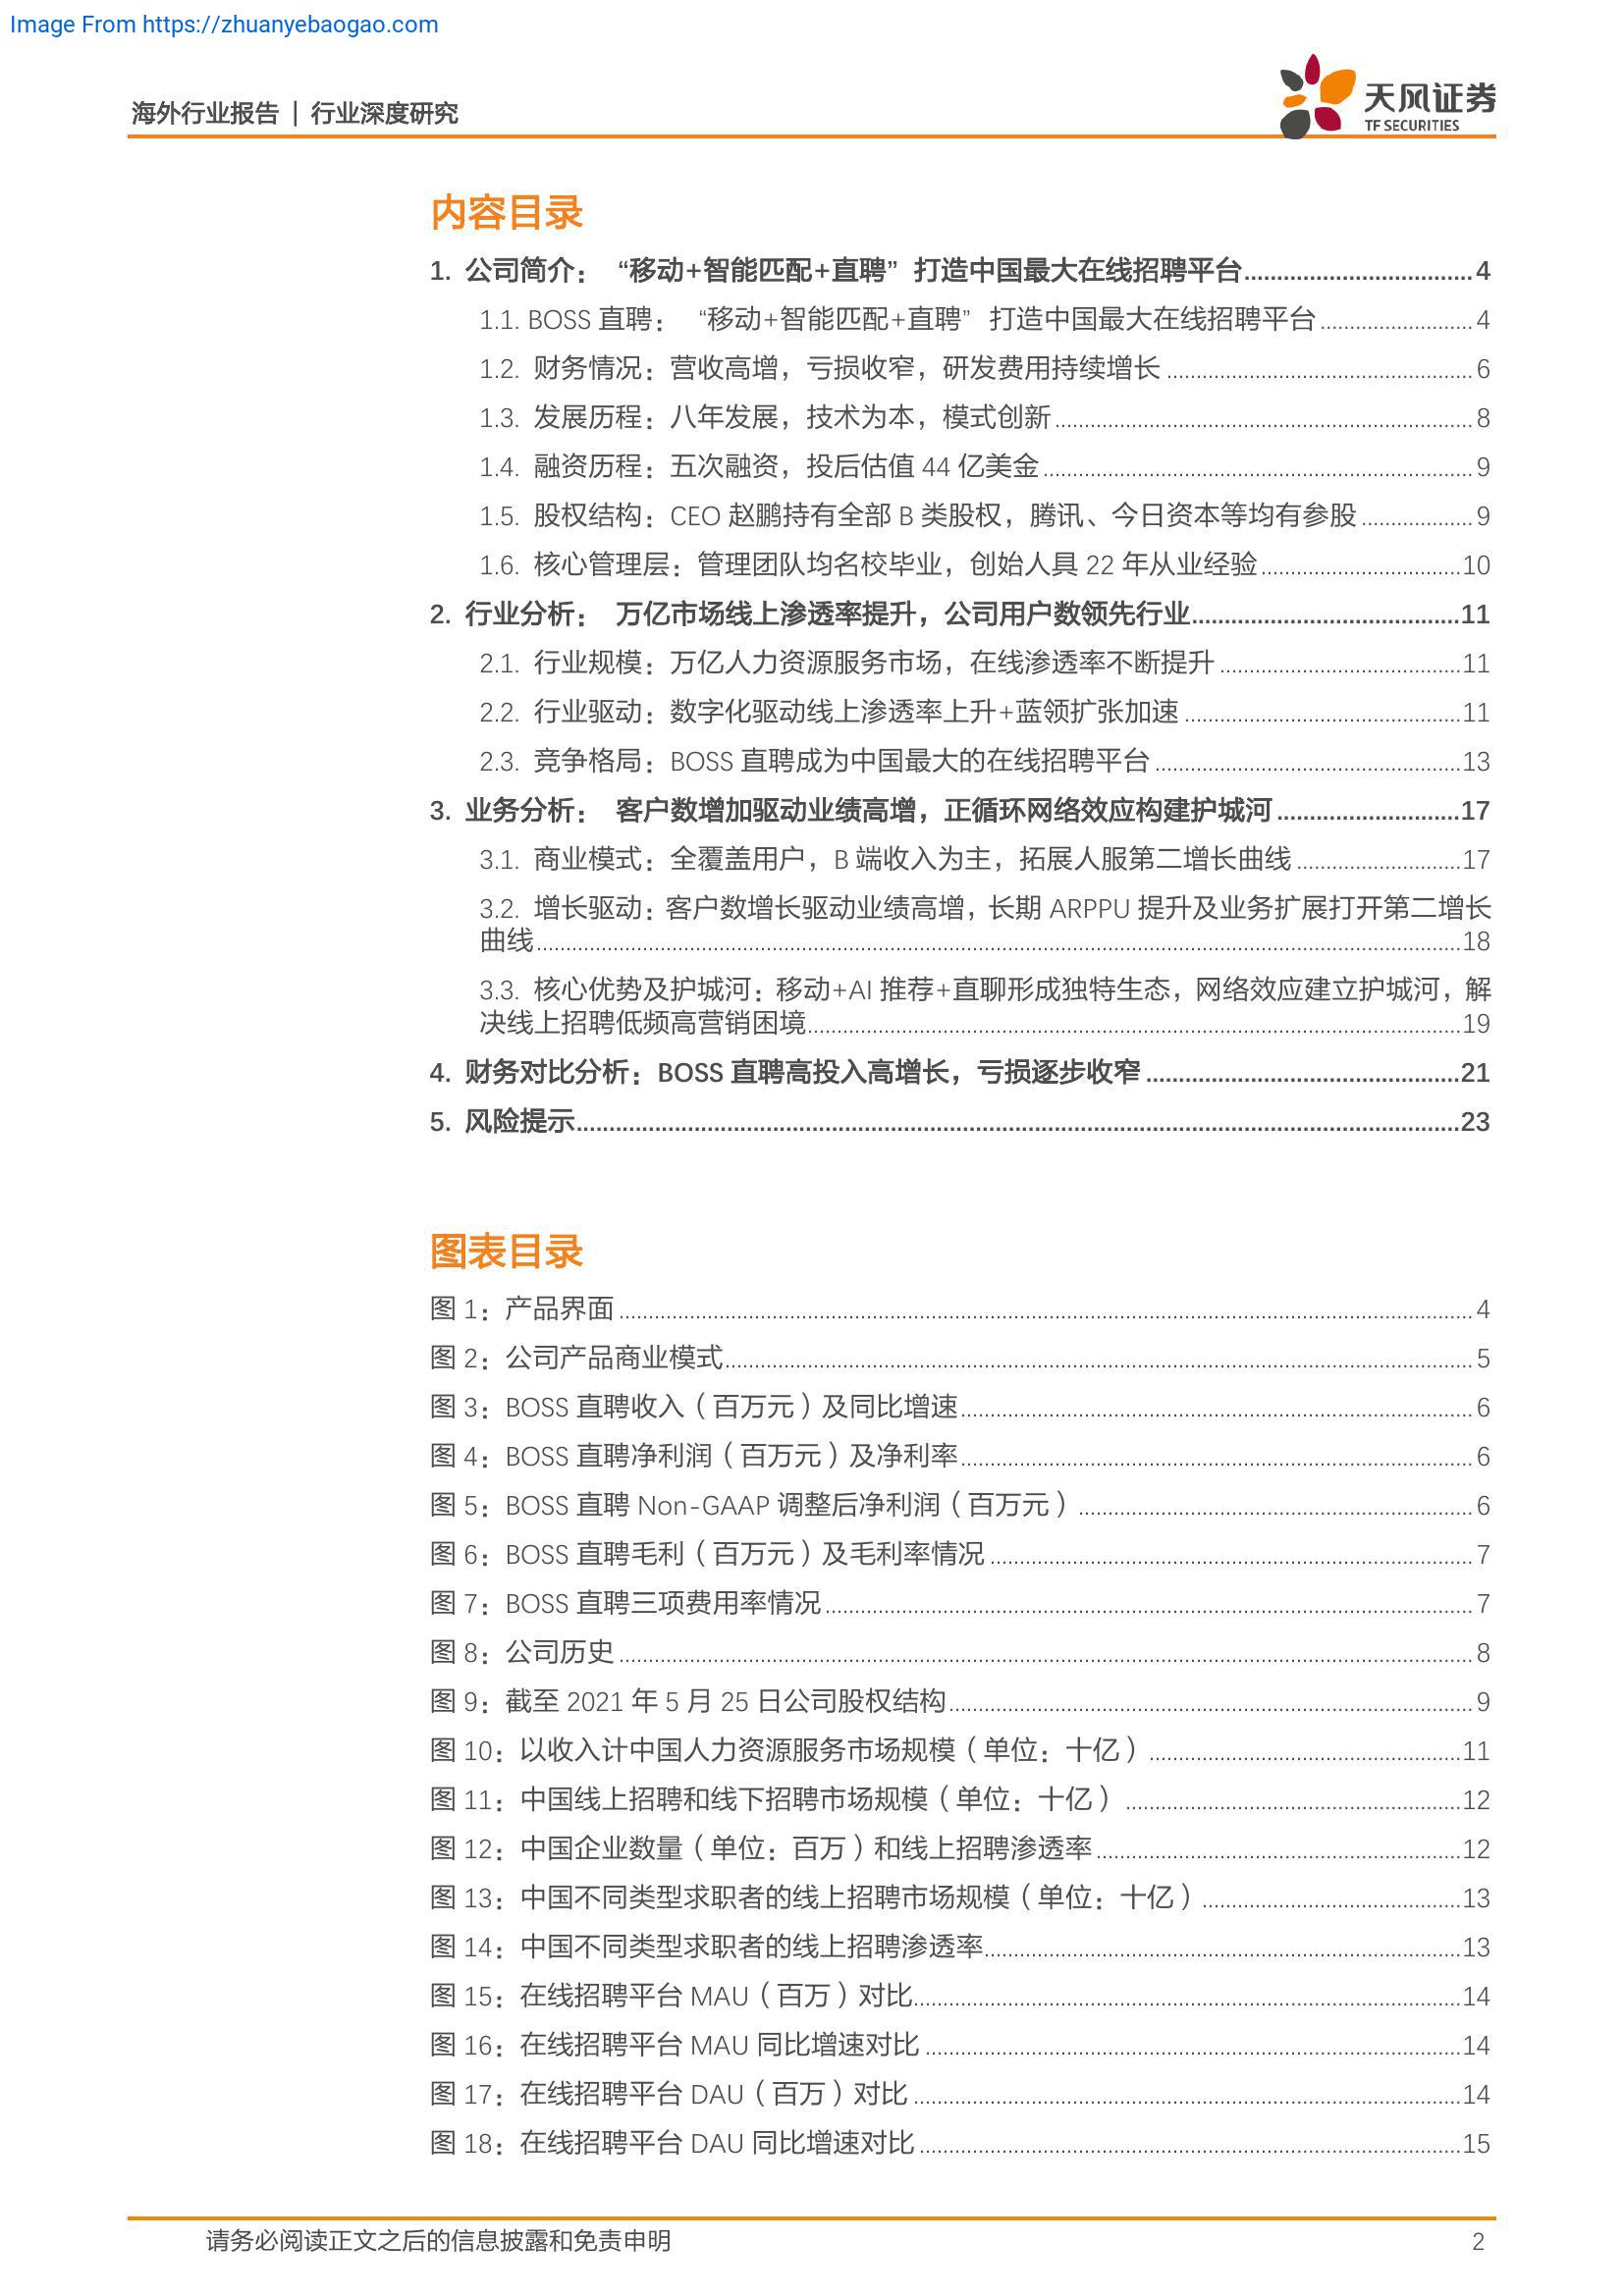 Image From https://zhuanyebaogao.com
海外行业报告 | 行业深度研究
天风证券
TF SECURITIES
内容目录
1. 公司简介： “移动+智能匹配+直聘” 打造中国最大在线招聘平台 4
1.1. BOSS 直聘： “移动+智能匹配+直聘” 打造中国最大在线招聘平台 4
1.2. 财务情况：营收高增，亏损收窄，研发费用持续增长 6
1.3. 发展历程：八年发展，技术为本，模式创新 8
1.4. 融资历程：五次融资，投后估值 44 亿美金 9
1.5. 股权结构：CEO 赵鹏持有全部 B 类股权，腾讯、今日资本等均有参股 9
1.6. 核心管理层：管理团队均名校毕业，创始人具 22 年从业经验 10
2. 行业分析： 万亿市场线上渗透率提升，公司用户数领先行业 11
2.1. 行业规模：万亿人力资源服务市场，在线渗透率不断提升 11
2.2. 行业驱动：数字化驱动线上渗透率上升+蓝领扩张加速 11
2.3. 竞争格局：BOSS 直聘成为中国最大的在线招聘平台 13
3. 业务分析： 客户数增加驱动业绩高增，正循环网络效应构建护城河 17
3.1. 商业模式：全覆盖用户，B 端收入为主，拓展人服第二增长曲线 17
3.2. 增长驱动：客户数增长驱动业绩高增，长期 ARPPU 提升及业务扩展打开第二增长
曲线 18
3.3. 核心优势及护城河：移动+AI 推荐+直聊形成独特生态，网络效应建立护城河，解
决线上招聘低频高营销困境 19
4. 财务对比分析：BOSS 直聘高投入高增长，亏损逐步收窄 21
5. 风险提示 23
图表目录
图 1：产品界面 4
图 2：公司产品商业模式 5
图 3：BOSS 直聘收入（百万元）及同比增速 6
图 4：BOSS 直聘净利润（百万元）及净利率 6
图 5：BOSS 直聘 Non-GAAP 调整后净利润（百万元） 6
图 6：BOSS 直聘毛利（百万元）及毛利率情况 7
图 7：BOSS 直聘三项费用率情况 7
图 8：公司历史 8
图 9：截至 2021 年 5 月 25 日公司股权结构 9
图 10：以收入计中国人力资源服务市场规模（单位：十亿） 11
图 11：中国线上招聘和线下招聘市场规模（单位：十亿） 12
图 12：中国企业数量（单位：百万）和线上招聘渗透率 12
图 13：中国不同类型求职者的线上招聘市场规模（单位：十亿） 13
图 14：中国不同类型求职者的线上招聘渗透率 13
图 15：在线招聘平台 MAU（百万）对比 14
图 16：在线招聘平台 MAU 同比增速对比 14
图 17：在线招聘平台 DAU（百万）对比 14
图 18：在线招聘平台 DAU 同比增速对比 15
请务必阅读正文之后的信息披露和免责申明 2